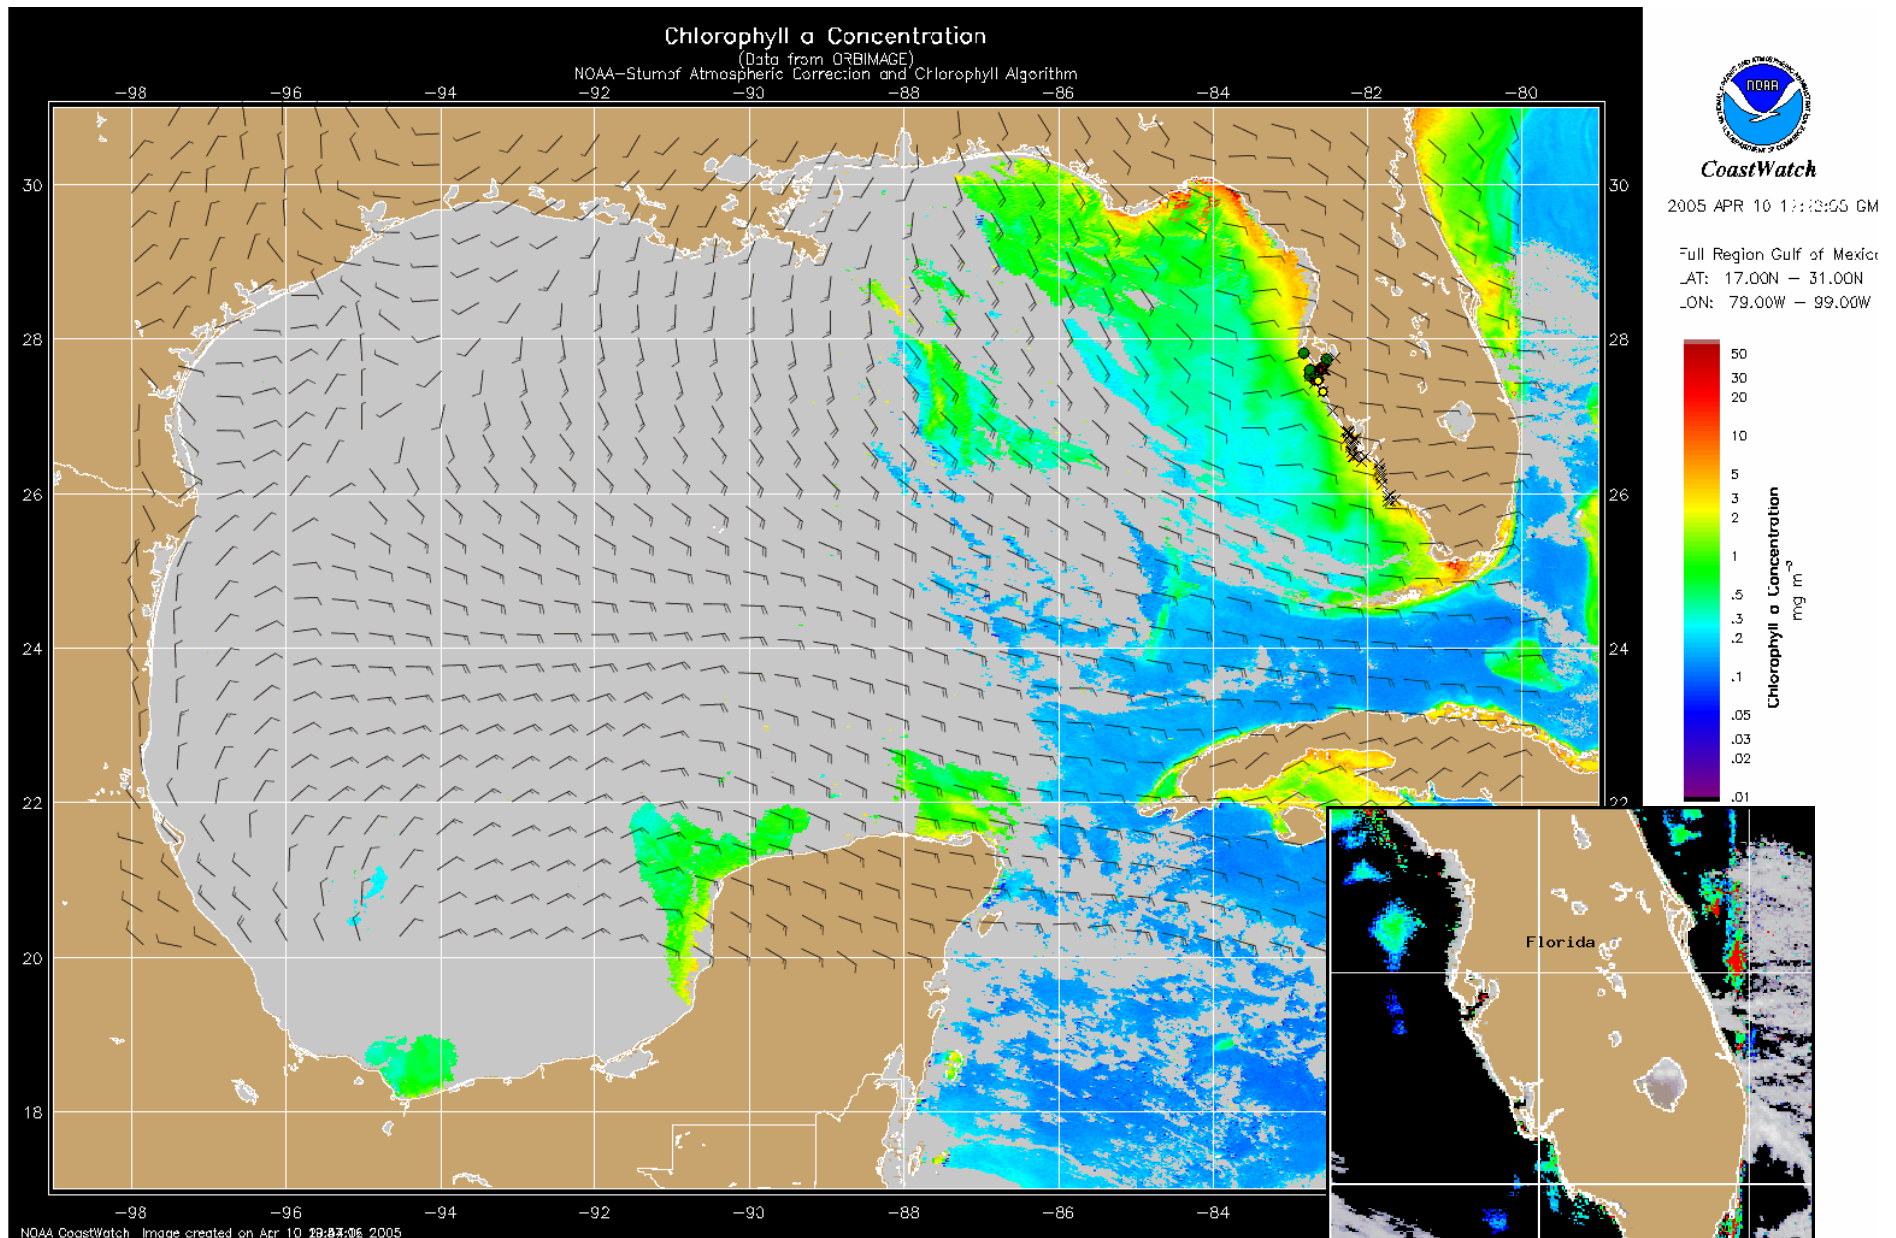 Chlorophyll a Concentration
(Data from ORBIMAGE)
NOAA-Stumpf Atmospheric Correction and Chlorophyll Algorithm
-98 -96 -94 -92 -90 -88 -86 -84 -82 -80
30 30
28 28
26 26
24 24
22 22
20
18
-98 -96 -94 -92 -90 -88 -86 -84
NOAA CoastWatch Image created on Apr 10 2005
NOAA
CoastWatch
2005 APR 10 GM
Full Region Gulf of Mexico
LAT: 17.00N - 31.00N
LON: 79.00W - 99.00W
50
30
20
10
5
3
2
1
.5
.3
.2
.1
.05
.03
.02
.01
Chlorophyll a Concentration
mg m-3
Florida